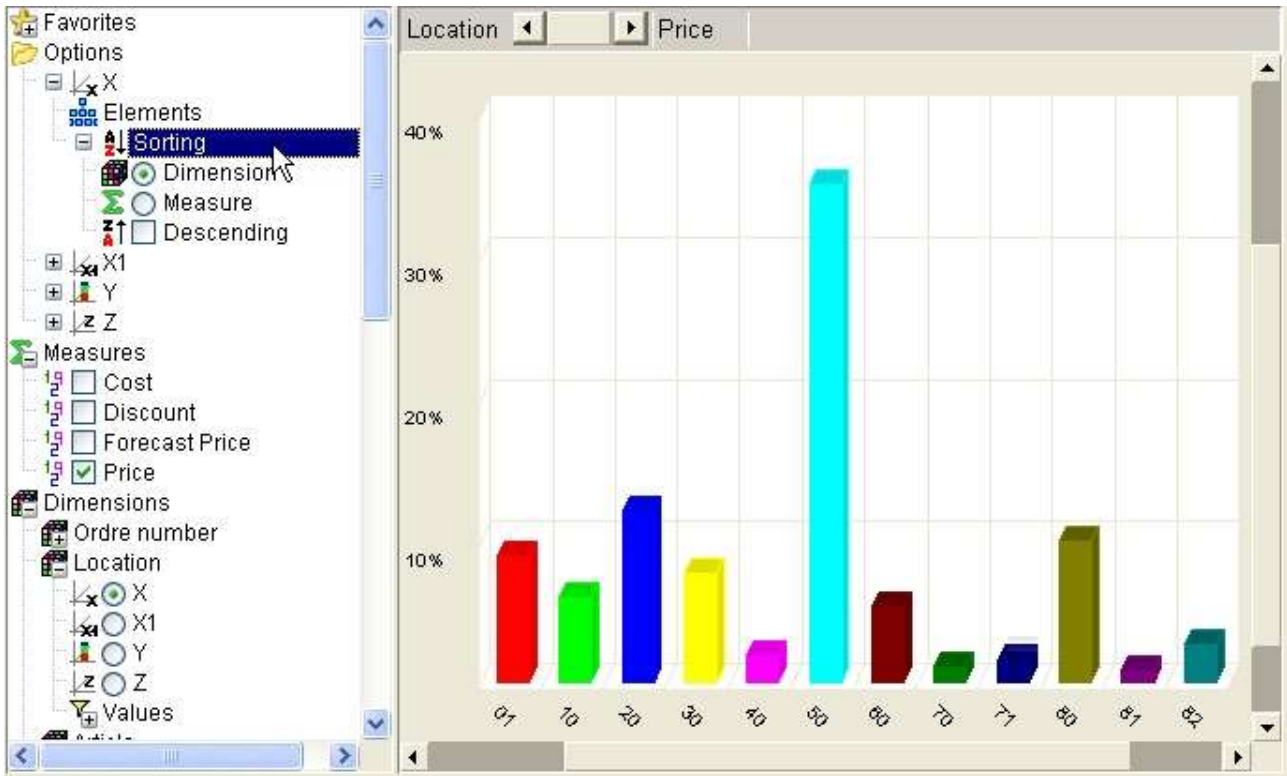 Favorites
Options
X
Elements
Sorting
Dimension
Measure
Descending
X1
Y
Z
Measures
Cost
Discount
Forecast Price
Price
Dimensions
Ordre number
Location
X
X1
Y
Z
Values
Location Price
40%
30%
20%
10%
01 10 20 30 40 50 60 70 71 80 81 82